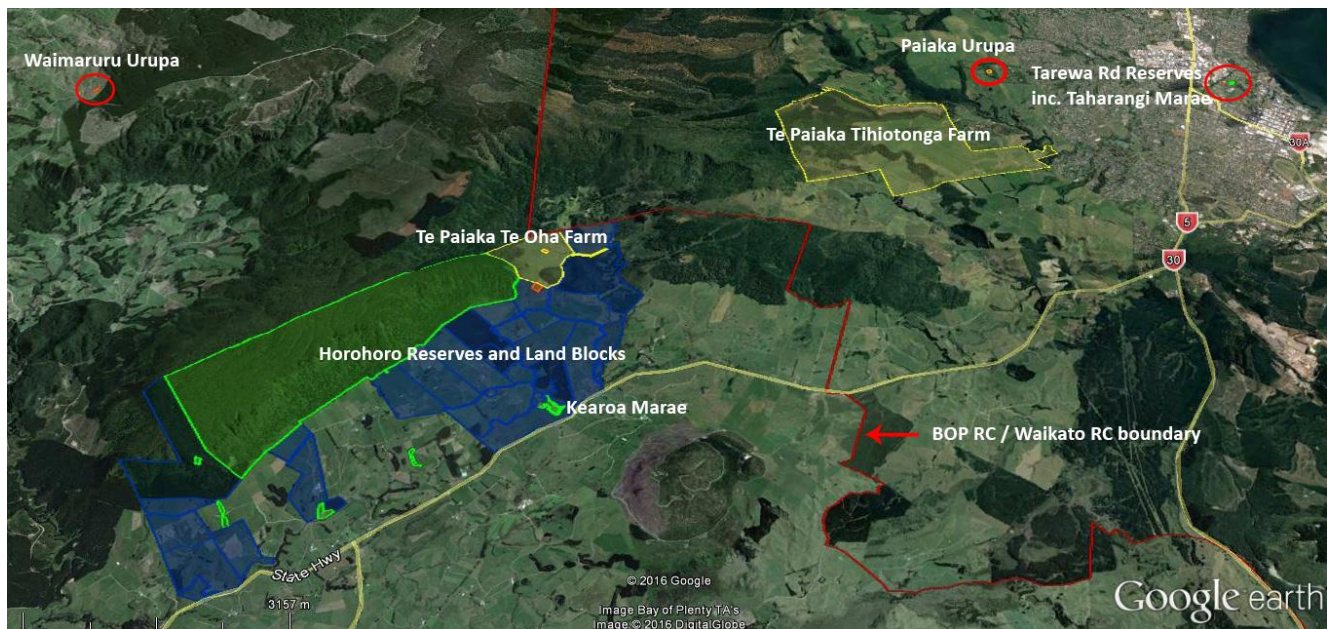 Waimaruru Urupa
Paiaka Urupa
Tarewa Rd Reserves
inc. Taharangi Marae
Te Paiaka Tihiotonga Farm
30A
5
30
Te Paiaka Te Oha Farm
Horohoro Reserves and Land Blocks
Kearoa Marae
BOP RC / Waikato RC boundary
State Hwy
3157 m
© 2016 Google
Image Bay of Plenty TA's
Image © 2016 DigitalGlobe
Google earth